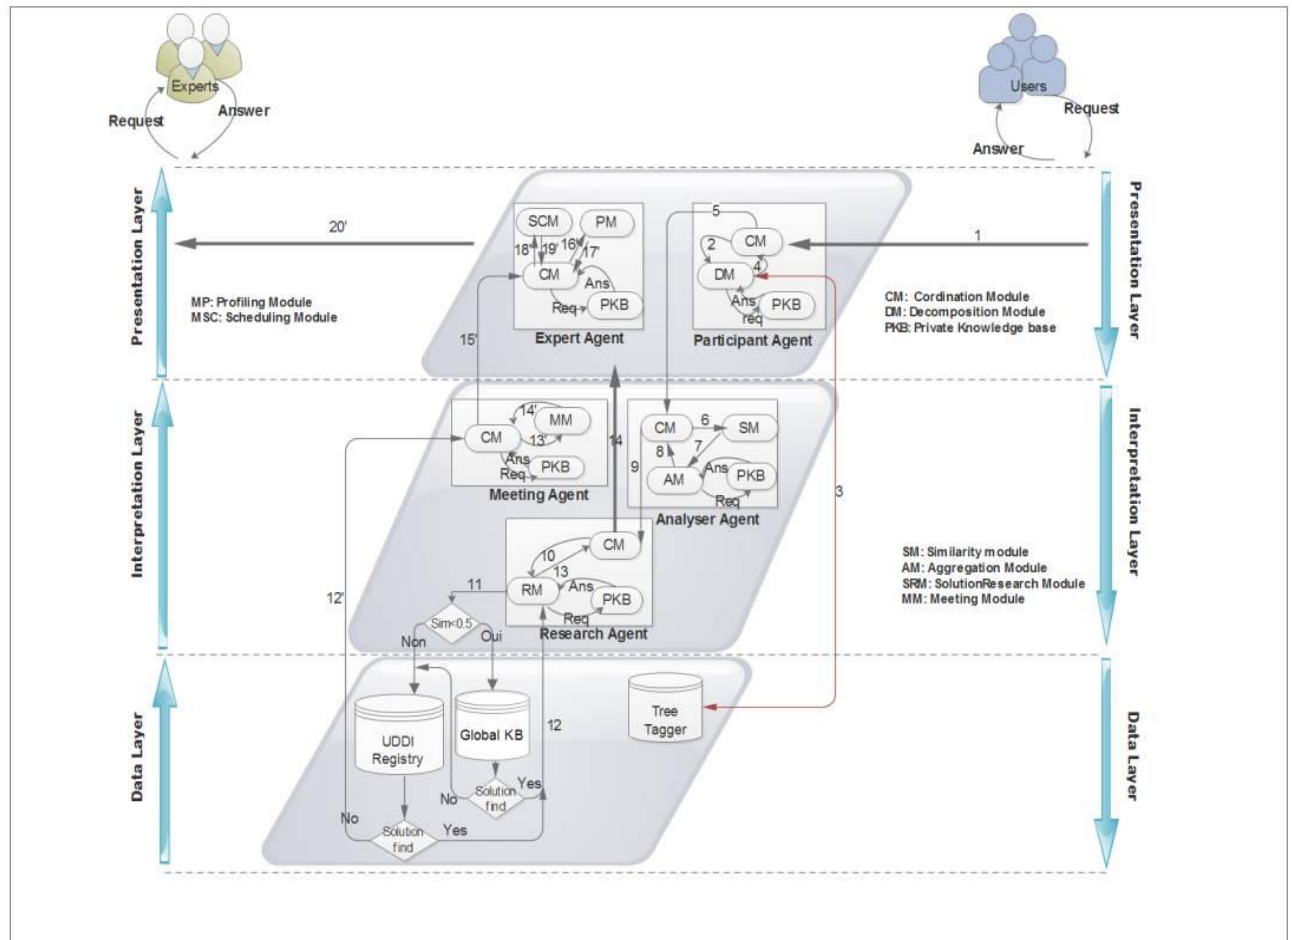 Experts
Answer
Request
Users
Request
Answer
Presentation Layer
Presentation Layer
20'
1
5
SCM
PM
18'
19'
16'
17'
CM
Ans
Req
PKB
Expert Agent
CM
2
4
DM
Ans
req
PKB
Participant Agent
MP: Profiling Module
MSC: Scheduling Module
CM: Cordination Module
DM: Decomposition Module
PKB: Private Knowledge base
15'
Interpretation Layer
Interpretation Layer
14'
MM
CM
13'
Ans
Req
PKB
Meeting Agent
14
CM
6
SM
7
8
9
AM
Ans
Req
PKB
Analyser Agent
3
CM
10
13
RM
Ans
Req
PKB
Research Agent
11
12'
Sim<0.5
Non
Oui
SM: Similarity module
AM: Aggregation Module
SRM: SolutionResearch Module
MM: Meeting Module
Data Layer
Data Layer
UDDI
Registry
Global KB
12
Tree
Tagger
Solution
find
No
Yes
Solution
find
No
Yes